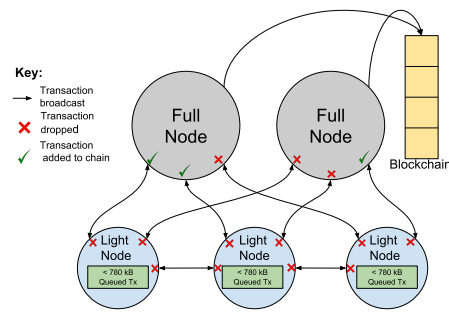 Key:
Transaction
broadcast
Transaction
dropped
Transaction
added to chain
Full
Node
Full
Node
Blockchain
Light
Node
< 780 kB
Queued Tx
Light
Node
< 780 kB
Queued Tx
Light
Node
< 780 kB
Queued Tx